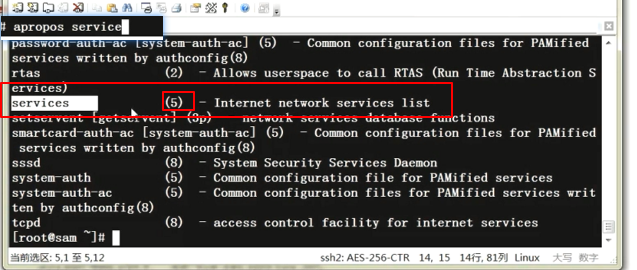 # apropos service
password-auth-ac [system-auth-ac] (5)  - Common configuration files for PAMified
services written by authconfig(8)
rtas                 (2)  - Allows userspace to call RTAS (Run Time Abstraction S
ervices)
services             (5)  - Internet network services list
setservent [getservent] (3p)  - network services database functions
smartcard-auth-ac [system-auth-ac] (5)  - Common configuration files for PAMified
 services written by authconfig(8)
sssd                 (8)  - System Security Services Daemon
system-auth          (5)  - Common configuration file for PAMified services
system-auth-ac       (5)  - Common configuration files for PAMified services writ
ten by authconfig(8)
tcpd                 (8)  - access control facility for internet services
[root@sam ~]#
当前选区: 5,1 至 5,12 ssh2: AES-256-CTR 14, 15 14行, 81列 Linux 大写 数字